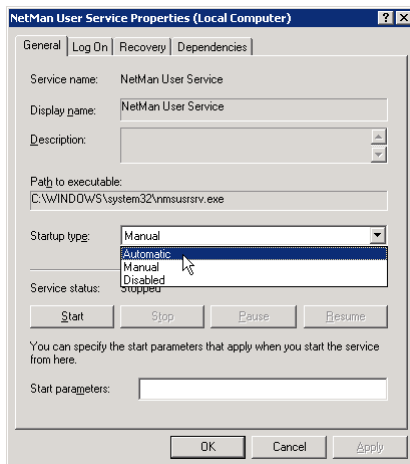 NetMan User Service Properties (Local Computer)
General Log On Recovery Dependencies
Service name: NetMan User Service
Display name: NetMan User Service
Description:
Path to executable:
C:\WINDOWS\system32\nmsusrsrv.exe
Startup type: Manual
Automatic
Manual
Disabled
Service status: Stopped
Start Stop Pause Resume
You can specify the start parameters that apply when you start the service
from here.
Start parameters:
OK Cancel Apply